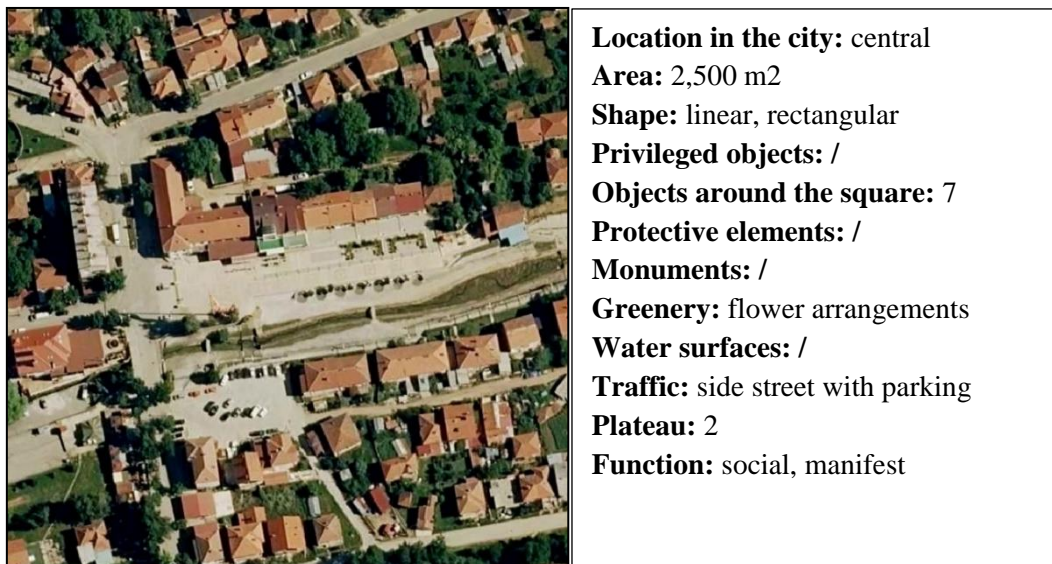 Location in the city: central
Area: 2,500 m2
Shape: linear, rectangular
Privileged objects: /
Objects around the square: 7
Protective elements: /
Monuments: /
Greenery: flower arrangements
Water surfaces: /
Traffic: side street with parking
Plateau: 2
Function: social, manifest